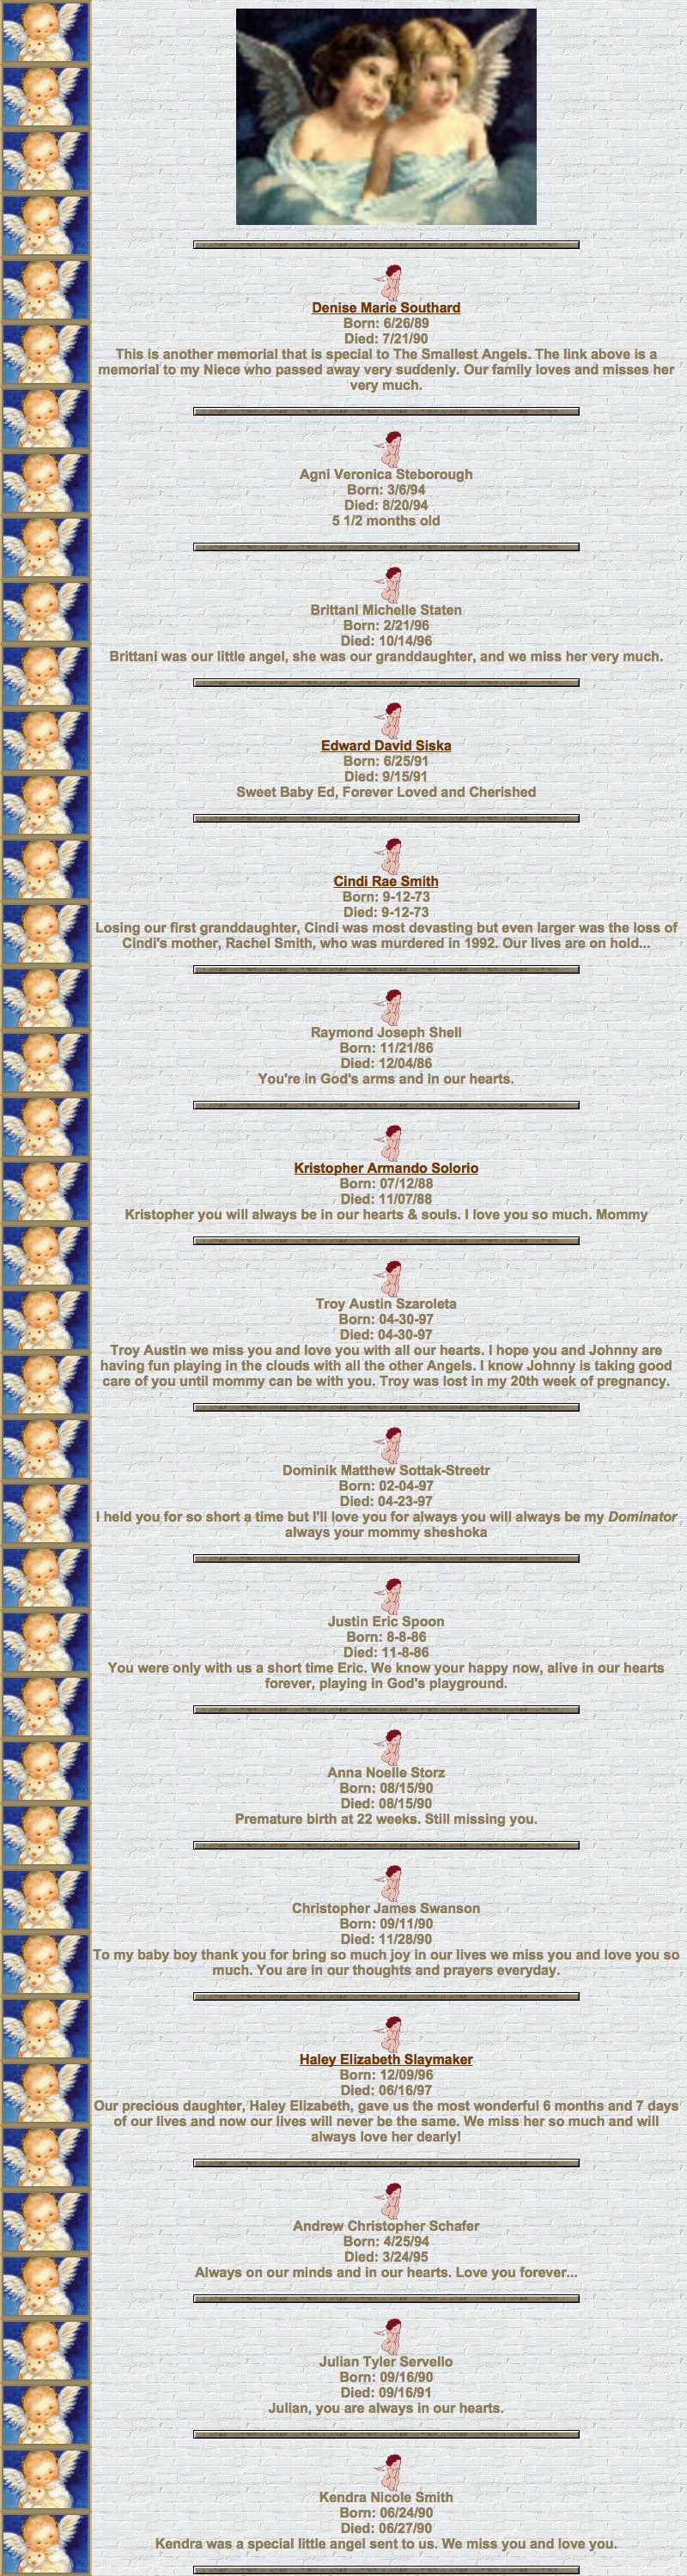 Denise Marie Southard
Born: 6/26/89
Died: 7/21/90
This is another memorial that is special to The Smallest Angels. The link above is a
memorial to my Niece who passed away very suddenly. Our family loves and misses her
very much.
Agni Veronica Steborough
Born: 3/6/94
Died: 8/20/94
5 1/2 months old
Brittani Michelle Staten
Born: 2/21/96
Died: 10/14/96
Brittani was our little angel, she was our granddaughter, and we miss her very much.
Edward David Siska
Born: 6/25/91
Died: 9/15/91
Sweet Baby Ed, Forever Loved and Cherished
Cindi Rae Smith
Born: 9-12-73
Died: 9-12-73
Losing our first granddaughter, Cindi was most devasting but even larger was the loss of
Cindi's mother, Rachel Smith, who was murdered in 1992. Our lives are on hold...
Raymond Joseph Shell
Born: 11/21/86
Died: 12/04/86
You're in God's arms and in our hearts.
Kristopher Armando Solorio
Born: 07/12/88
Died: 11/07/88
Kristopher you will always be in our hearts & souls. I love you so much. Mommy
Troy Austin Szaroleta
Born: 04-30-97
Died: 04-30-97
Troy Austin we miss you and love you with all our hearts. I hope you and Johnny are
having fun playing in the clouds with all the other Angels. I know Johnny is taking good
care of you until mommy can be with you. Troy was lost in my 20th week of pregnancy.
Dominik Matthew Sottak-Streetr
Born: 02-04-97
Died: 04-23-97
I held you for so short a time but I'll love you for always you will always be my Dominator
always your mommy sheshoka
Justin Eric Spoon
Born: 8-8-86
Died: 11-8-86
You were only with us a short time Eric. We know your happy now, alive in our hearts
forever, playing in God's playground.
Anna Noelle Storz
Born: 08/15/90
Died: 08/15/90
Premature birth at 22 weeks. Still missing you.
Christopher James Swanson
Born: 09/11/90
Died: 11/28/90
To my baby boy thank you for bring so much joy in our lives we miss you and love you so
much. You are in our thoughts and prayers everyday.
Haley Elizabeth Slaymaker
Born: 12/09/96
Died: 06/16/97
Our precious daughter, Haley Elizabeth, gave us the most wonderful 6 months and 7 days
of our lives and now our lives will never be the same. We miss her so much and will
always love her dearly!
Andrew Christopher Schafer
Born: 4/25/94
Died: 3/24/95
Always on our minds and in our hearts. Love you forever...
Julian Tyler Servello
Born: 09/16/90
Died: 09/16/91
Julian, you are always in our hearts.
Kendra Nicole Smith
Born: 06/24/90
Died: 06/27/90
Kendra was a special little angel sent to us. We miss you and love you.